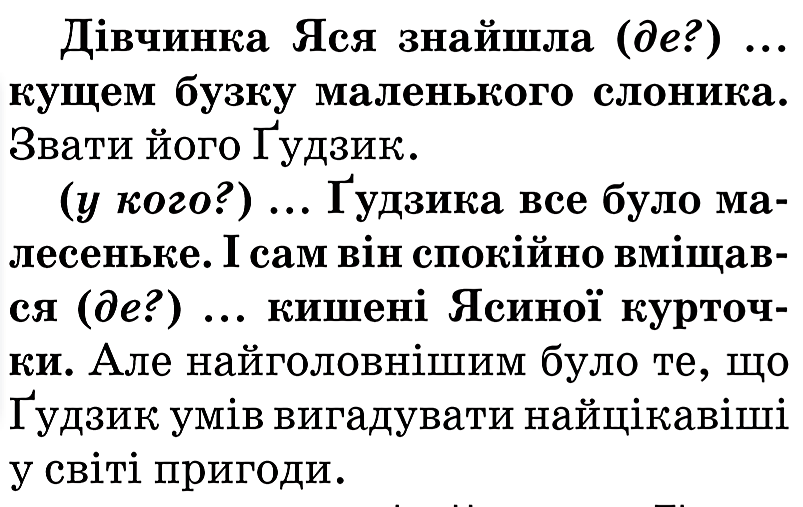 Дівчинка Яся знайшла (де?) ...
кущем бузку маленького слоника.
Звати його Ґудзик.
(у кого?) ... Ґудзика все було ма-
лесеньке. І сам він спокійно вміщав-
ся (де?) ... кишені Ясиної курточ-
ки. Але найголовнішим було те, що
Ґудзик умів вигадувати найцікавіші
у світі пригоди.